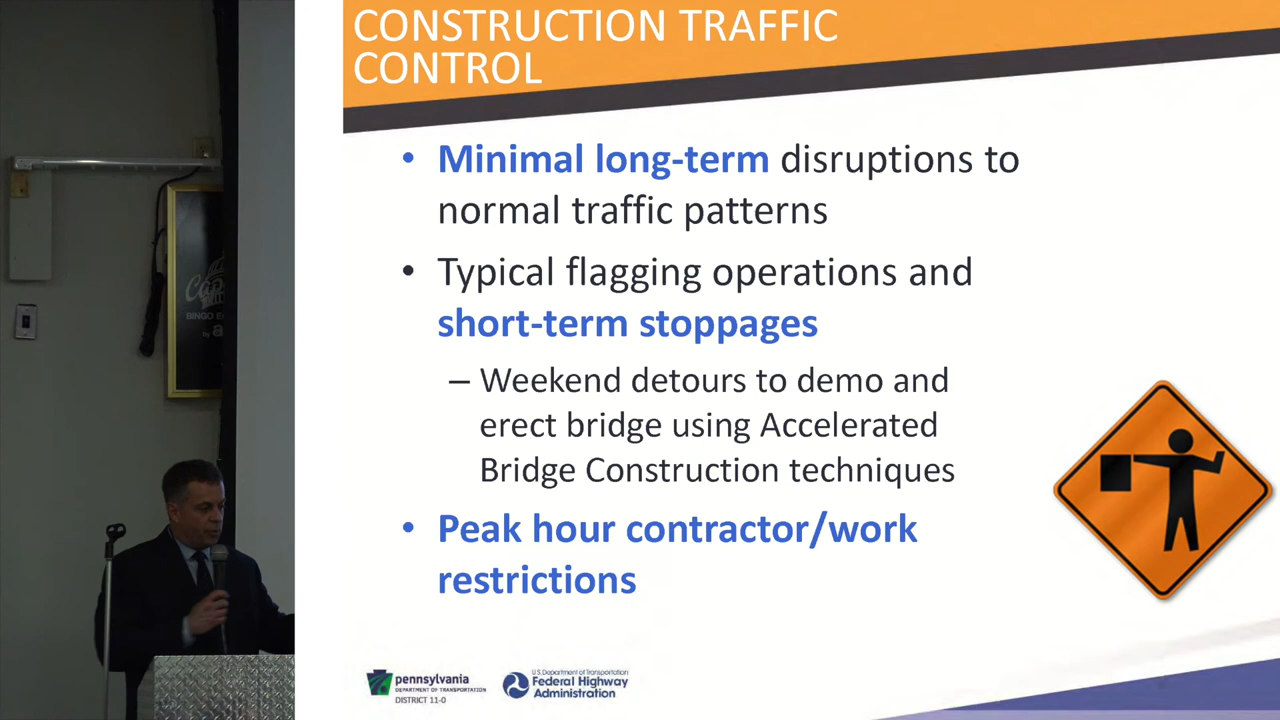 CONSTRUCTION TRAFFIC
CONTROL
• Minimal long-term disruptions to
normal traffic patterns
• Typical flagging operations and
short-term stoppages
– Weekend detours to demo and
erect bridge using Accelerated
Bridge Construction techniques
• Peak hour contractor/work
restrictions
pennsylvania
DEPARTMENT OF TRANSPORTATION
DISTRICT 11-0
U.S. Department of Transportation
Federal Highway
Administration
BINGO
by